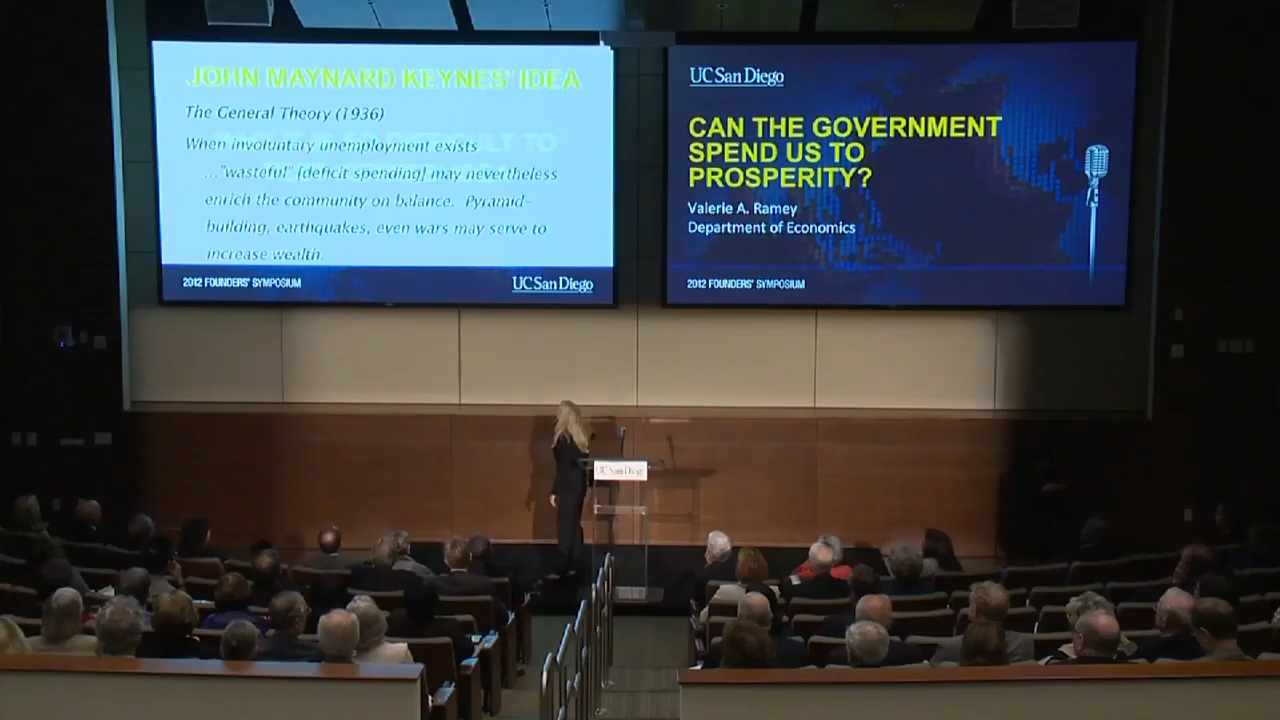 JOHN MAYNARD KEYNES' IDEA
The General Theory (1936)
When involuntary unemployment exists
..."wasteful" [deficit spending] may nevertheless
enrich the community on balance. Pyramid-
building, earthquakes, even wars may serve to
increase wealth.
2012 FOUNDERS' SYMPOSIUM
UC San Diego
UC San Diego
CAN THE GOVERNMENT
SPEND US TO
PROSPERITY?
Valerie A. Ramey
Department of Economics
2012 FOUNDERS' SYMPOSIUM
UC San Diego